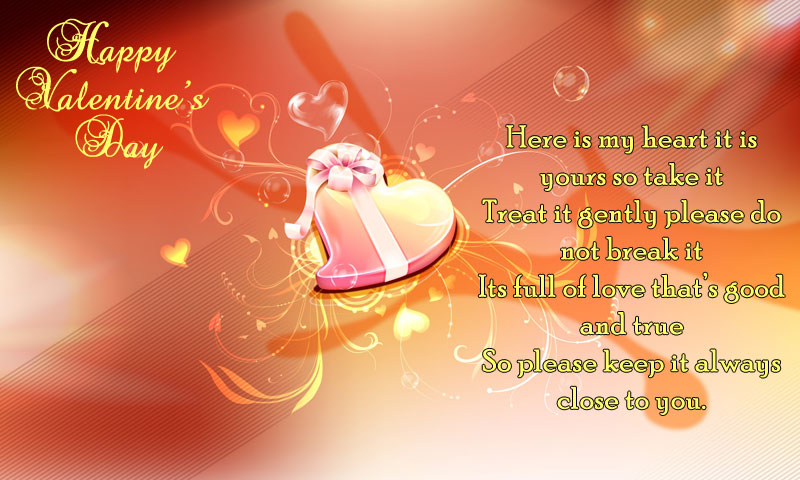 Happy
Valentine's
Day
Here is my heart it is
yours so take it
Treat it gently please do
not break it
Its full of love that's good
and true
So please keep it always
close to you.